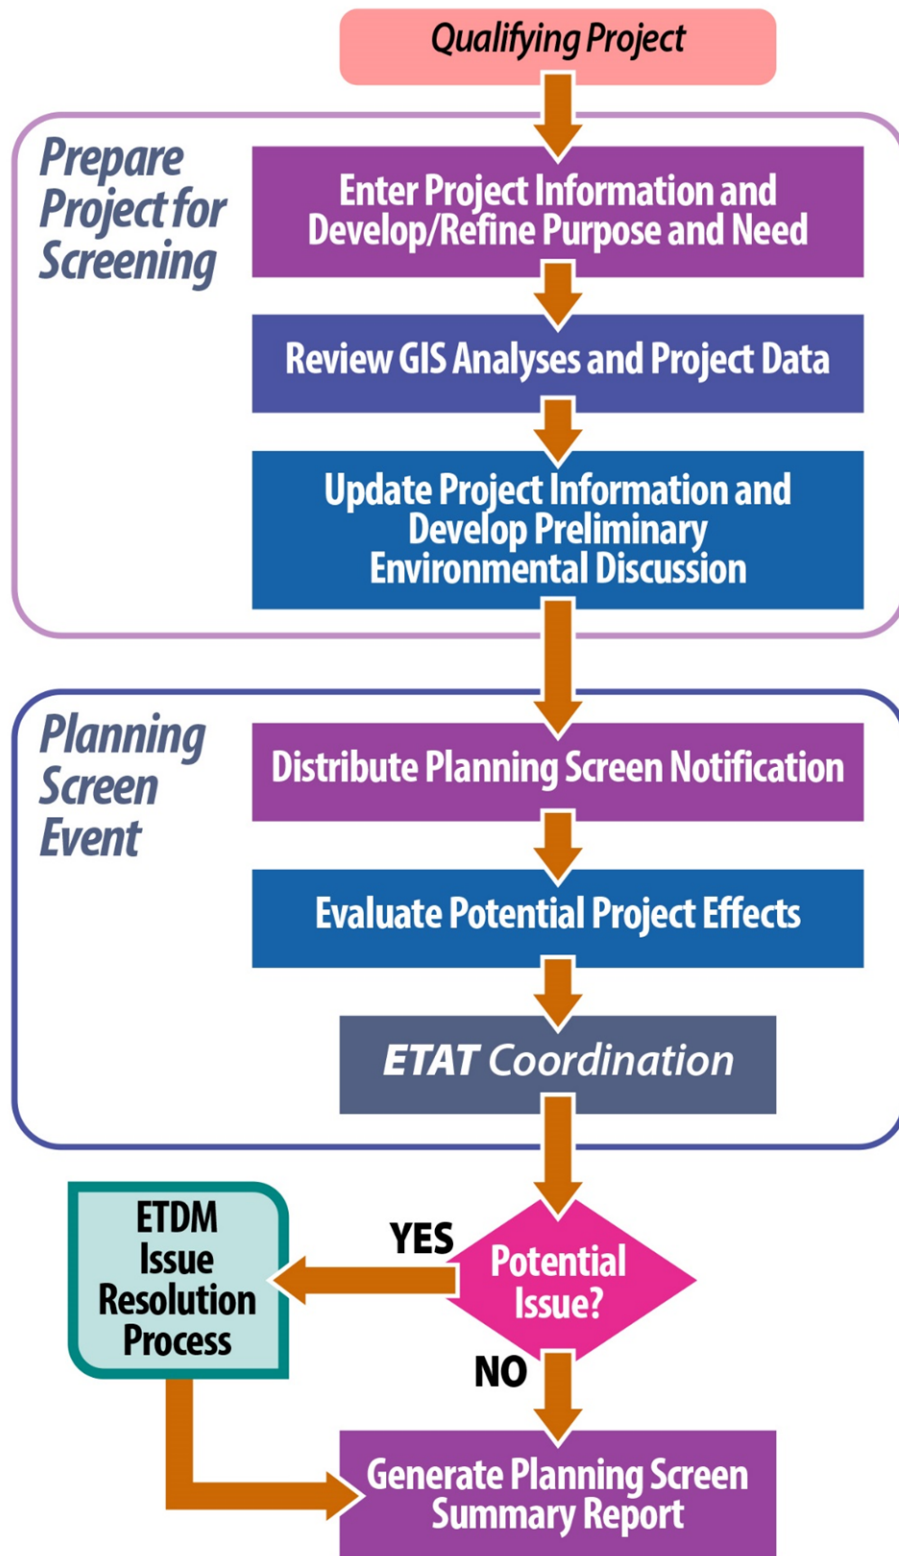 Qualifying Project
Prepare
Project for
Screening
Enter Project Information and
Develop/Refine Purpose and Need
Review GIS Analyses and Project Data
Update Project Information and
Develop Preliminary
Environmental Discussion
Planning
Screen
Event
Distribute Planning Screen Notification
Evaluate Potential Project Effects
ETAT Coordination
Potential
Issue?
YES
ETDM
Issue
Resolution
Process
NO
Generate Planning Screen
Summary Report